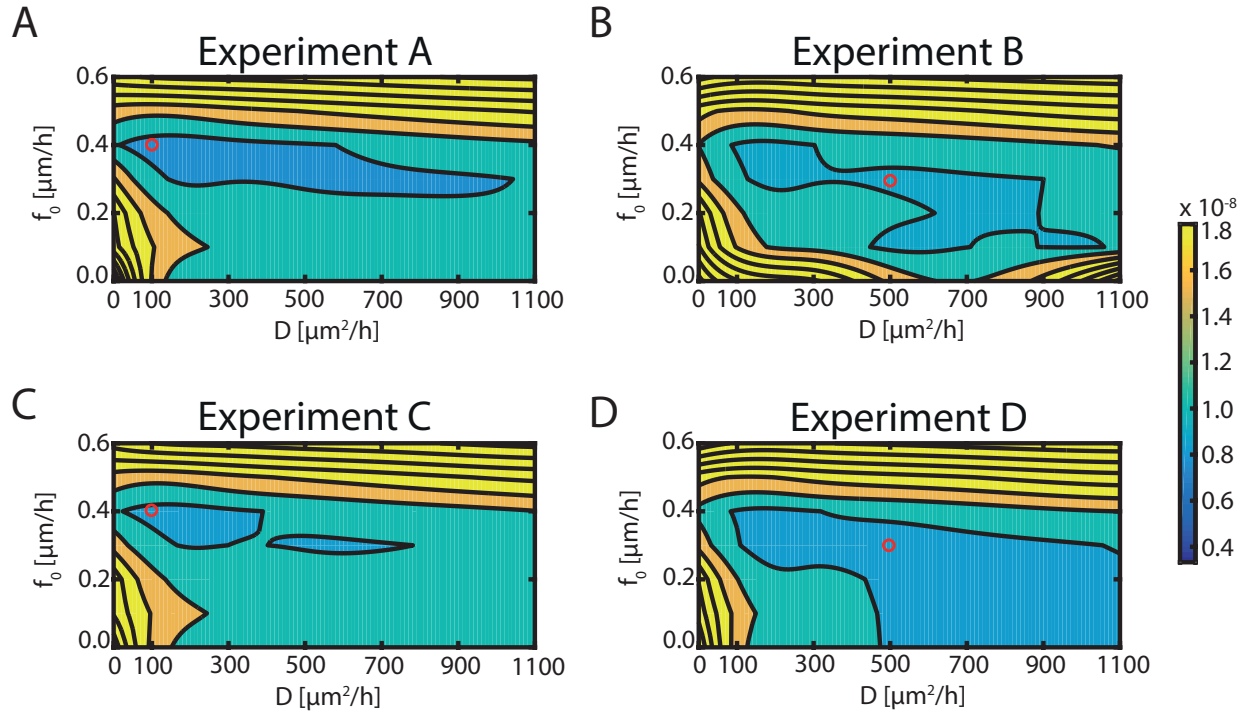 A
Experiment A
0.6
0.4
0.2
0.0
f₀ [µm/h]
0 100 300 500 700 900 1100
D [µm²/h]
B
Experiment B
0.6
0.4
0.2
0.0
f₀ [µm/h]
0 100 300 500 700 900 1100
D [µm²/h]
C
Experiment C
0.6
0.4
0.2
0.0
f₀ [µm/h]
0 100 300 500 700 900 1100
D [µm²/h]
D
Experiment D
0.6
0.4
0.2
0.0
f₀ [µm/h]
0 100 300 500 700 900 1100
D [µm²/h]
x 10⁻⁸
1.8
1.6
1.4
1.2
1.0
0.8
0.6
0.4